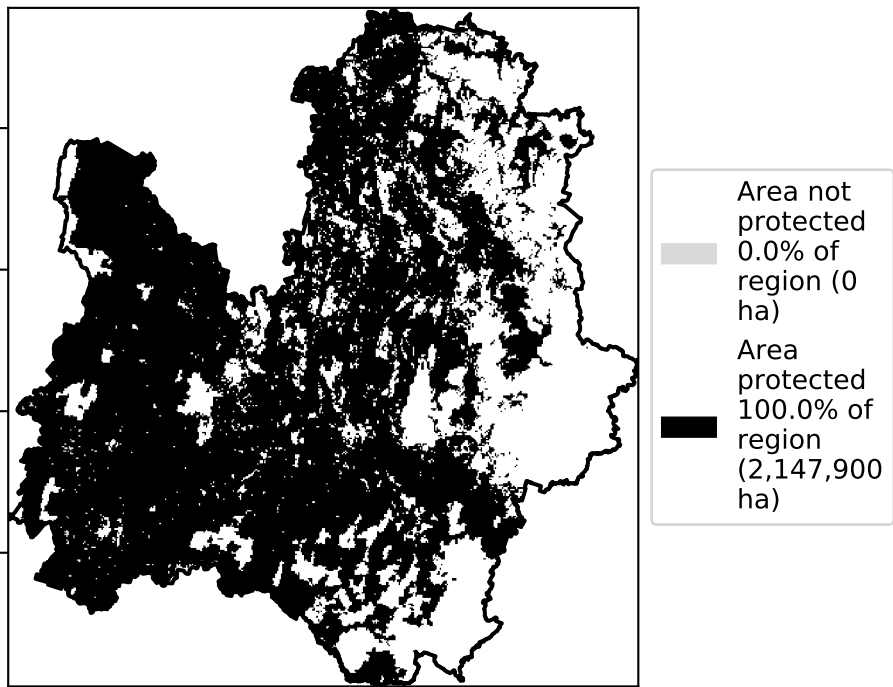 Area not
protected
0.0% of
region (0
ha)
Area
protected
100.0% of
region
(2,147,900
ha)